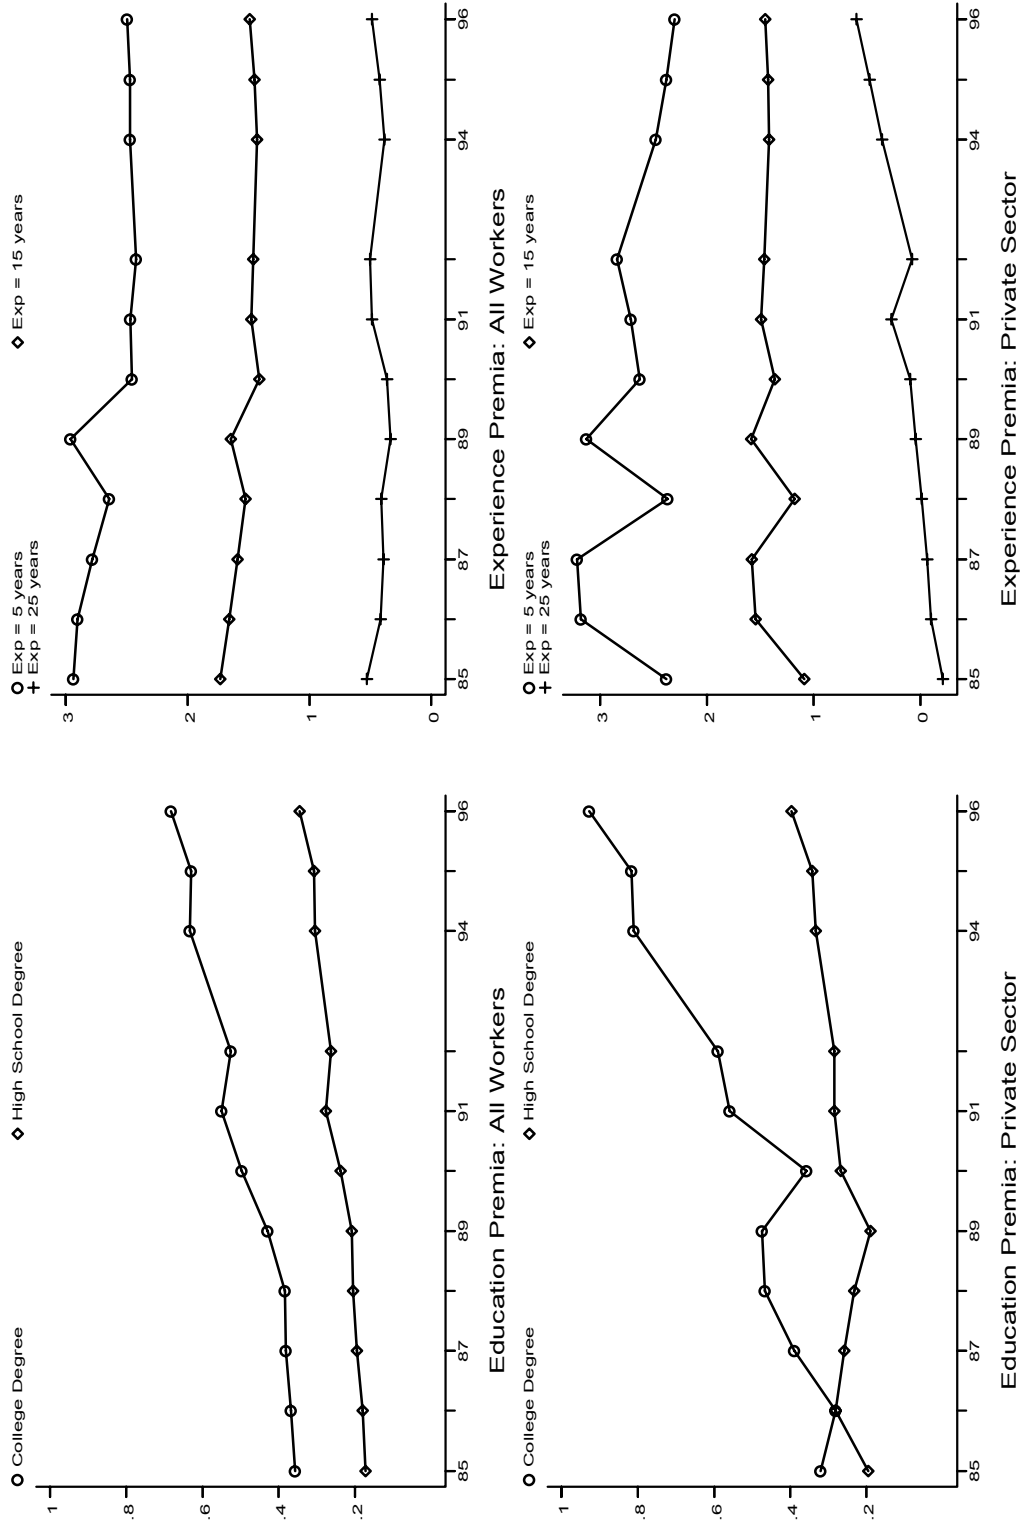 ○ College Degree ◇ High School Degree
1
.8
.6
.4
.2
85 87 89 91 94 96
Education Premia: All Workers
○ Exp = 5 years ◇ Exp = 15 years
+ Exp = 25 years
3
2
1
0
85 87 89 91 94 96
Experience Premia: All Workers
○ College Degree ◇ High School Degree
1
.8
.6
.4
.2
85 87 89 91 94 96
Education Premia: Private Sector
○ Exp = 5 years ◇ Exp = 15 years
+ Exp = 25 years
3
2
1
0
85 87 89 91 94 96
Experience Premia: Private Sector